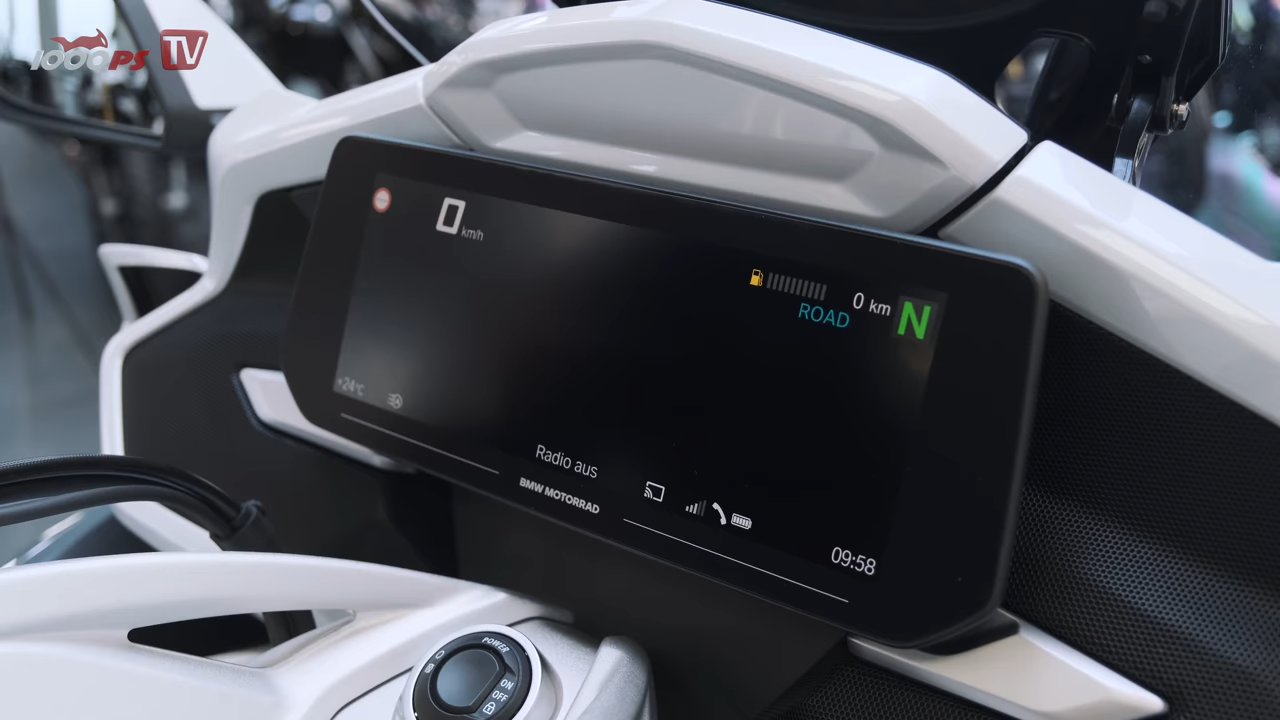 1000PS TV
0 km/h
0 km
N
ROAD
+24°C
Radio aus
BMW MOTORRAD
09:58
POWER
ON
OFF